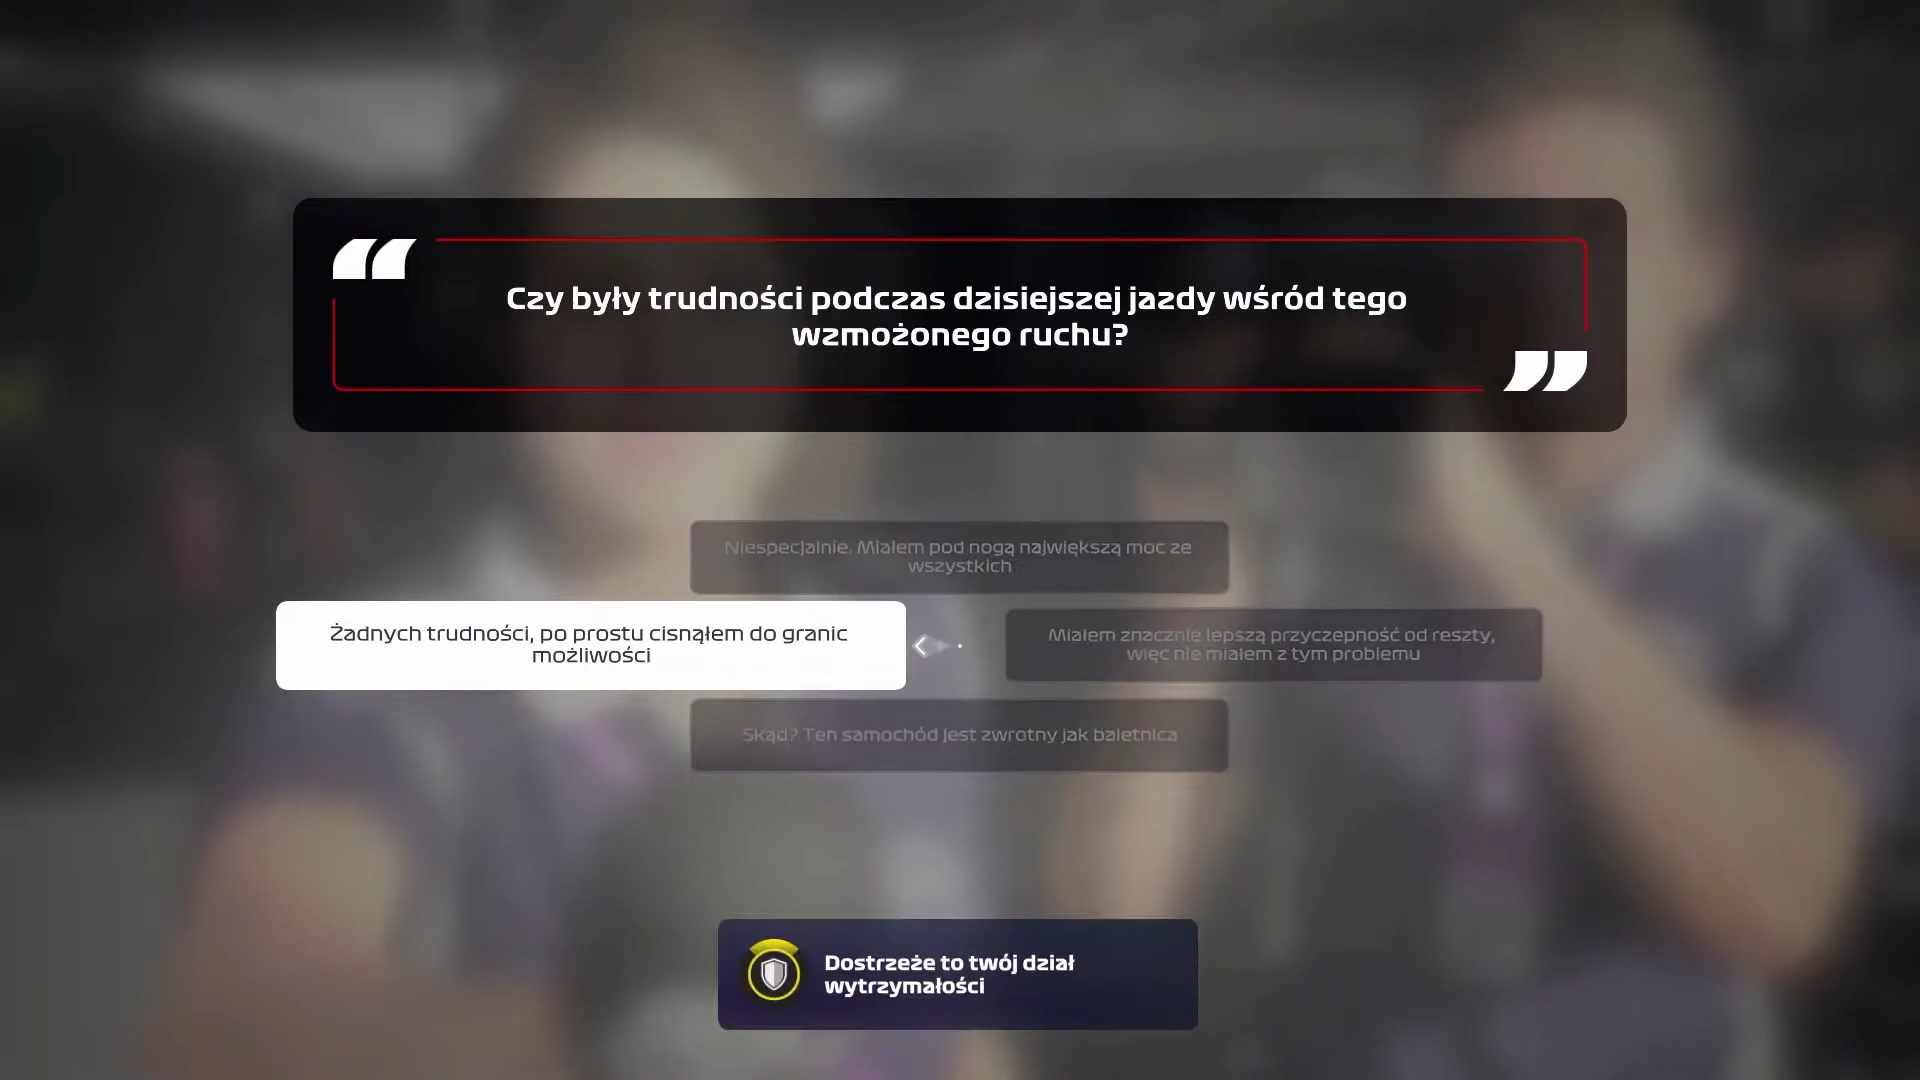 Czy były trudności podczas dzisiejszej jazdy wśród tego
wzmożonego ruchu?
Niespecjalnie. Miałem pod nogą największą moc ze
wszystkich
Żadnych trudności, po prostu cisnąłem do granic
możliwości
Miałem znacznie lepszą przyczepność od reszty,
więc nie miałem z tym problemu
Skąd? Ten samochód jest zwrotny jak baletnica
Dostrzeże to twój dział
wytrzymałości